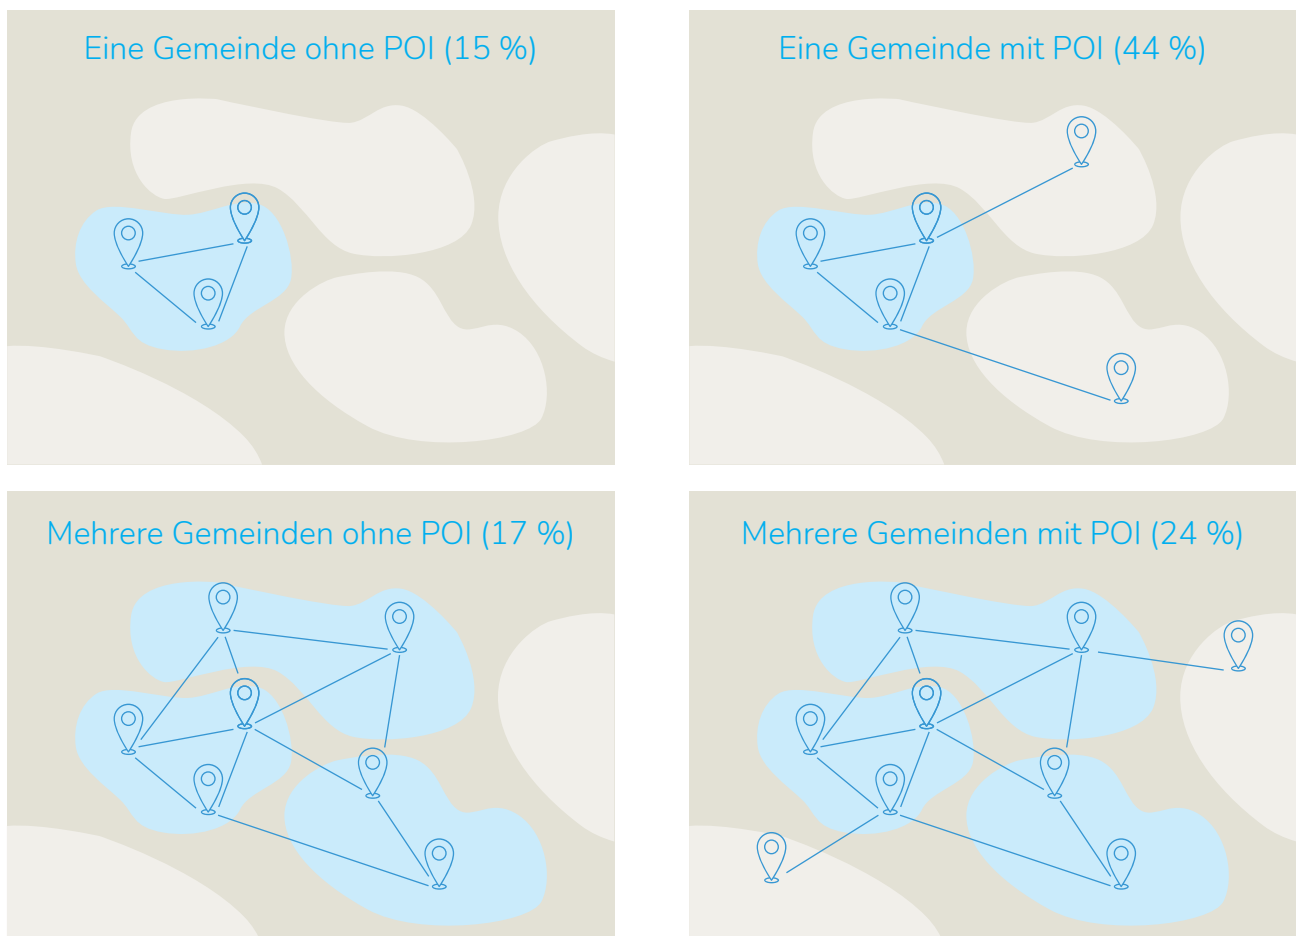 Eine Gemeinde ohne POI (15 %)
Eine Gemeinde mit POI (44 %)
Mehrere Gemeinden ohne POI (17 %)
Mehrere Gemeinden mit POI (24 %)